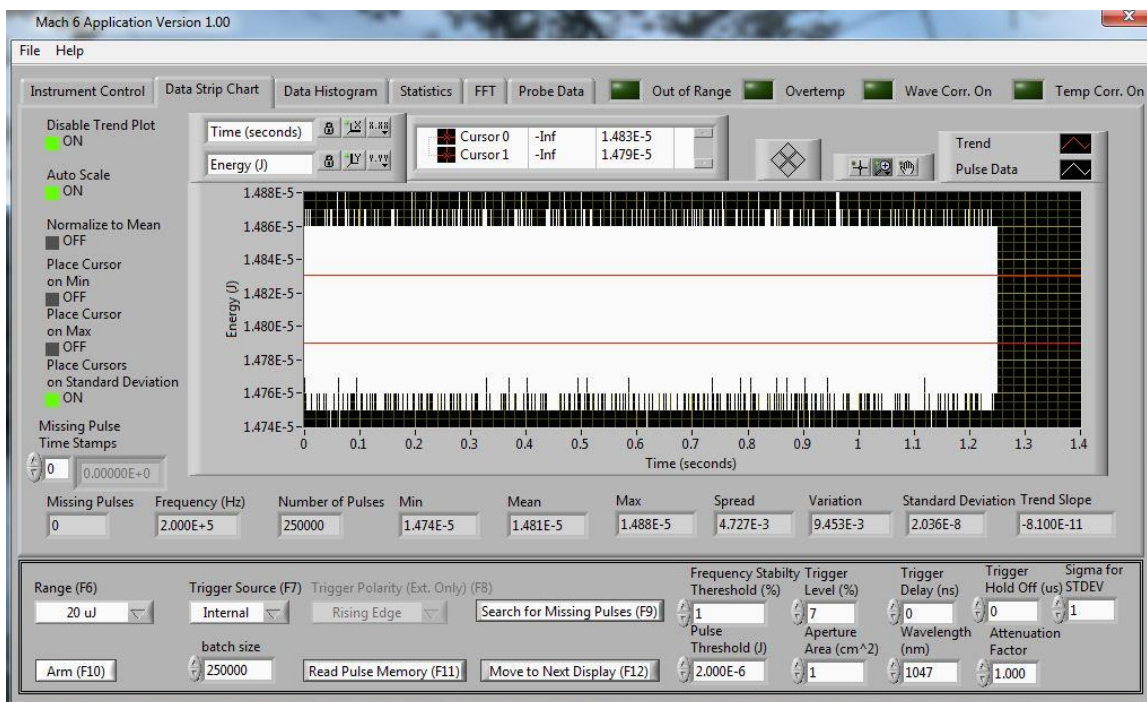 Mach 6 Application Version 1.00
File Help
Instrument Control Data Strip Chart Data Histogram Statistics FFT Probe Data Out of Range Overtemp Wave Corr. On Temp Corr. On
Disable Trend Plot
ON
Auto Scale
ON
Normalize to Mean
OFF
Place Cursor
on Min
OFF
Place Cursor
on Max
OFF
Place Cursors
on Standard Deviation
ON
Missing Pulse
Time Stamps
0 0.00000E+0
Time (seconds)
Energy (J)
Cursor 0 -Inf 1.483E-5
Cursor 1 -Inf 1.479E-5
Trend
Pulse Data
Energy (J)
1.488E-5
1.486E-5
1.484E-5
1.482E-5
1.480E-5
1.478E-5
1.476E-5
1.474E-5
0 0.1 0.2 0.3 0.4 0.5 0.6 0.7 0.8 0.9 1 1.1 1.2 1.3 1.4
Time (seconds)
Missing Pulses Frequency (Hz) Number of Pulses Min Mean Max Spread Variation Standard Deviation Trend Slope
0 2.000E+5 250000 1.474E-5 1.481E-5 1.488E-5 4.727E-3 9.453E-3 2.036E-8 -8.100E-11
Range (F6)
20 uJ
Arm (F10)
Trigger Source (F7) Trigger Polarity (Ext. Only) (F8)
Internal Rising Edge Search for Missing Pulses (F9)
batch size
250000 Read Pulse Memory (F11) Move to Next Display (F12)
Frequency Stabilty
Thereshold (%)
1
Trigger
Level (%)
7
Trigger
Delay (ns)
0
Trigger
Hold Off (us)
0
Sigma for
STDEV
1
Pulse
Threshold (J)
2.000E-6
Aperture
Area (cm^2)
1
Wavelength
(nm)
1047
Attenuation
Factor
1.000